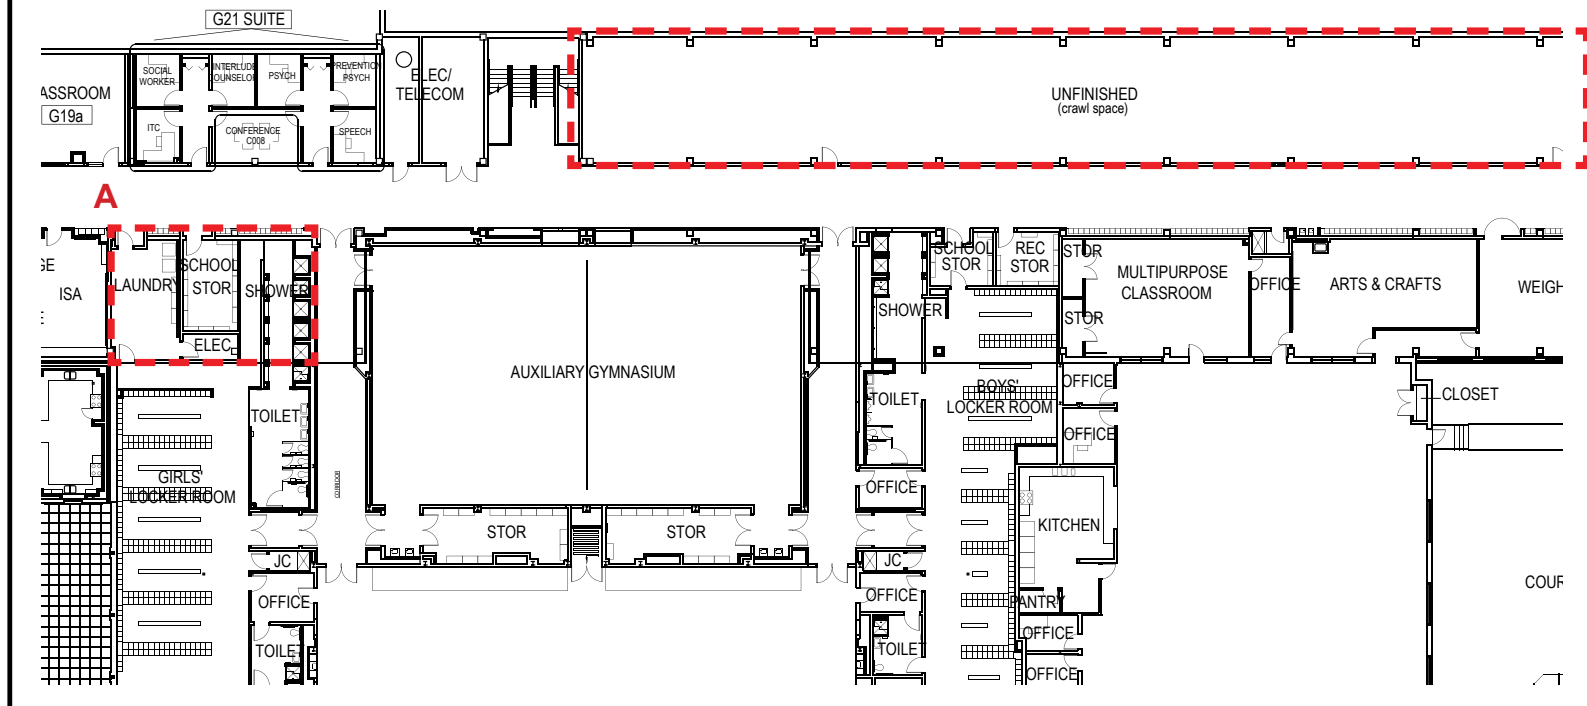 G21 SUITE
SOCIAL
WORKER
INTERLUDE
COUNSELOR
PSYCH
PREVENTION
PSYCH
ELEC/
TELECOM
ASSROOM
G19a
ITC
CONFERENCE
C008
SPEECH
UNFINISHED
(crawl space)
A
GE
ISA
E
LAUNDRY
SCHOOL
STOR
SHOWER
ELEC
SHOWER
SCHOOL
STOR
REC
STOR
STOR
STOR
MULTIPURPOSE
CLASSROOM
OFFICE
ARTS & CRAFTS
WEIGH
AUXILIARY GYMNASIUM
TOILET
TOILET
BOYS'
LOCKER ROOM
OFFICE
OFFICE
CLOSET
GIRLS'
LOCKER ROOM
CORRIDOR
OFFICE
STOR
STOR
KITCHEN
JC
JC
OFFICE
OFFICE
PANTRY
COUR
TOILET
TOILET
OFFICE
OFFICE